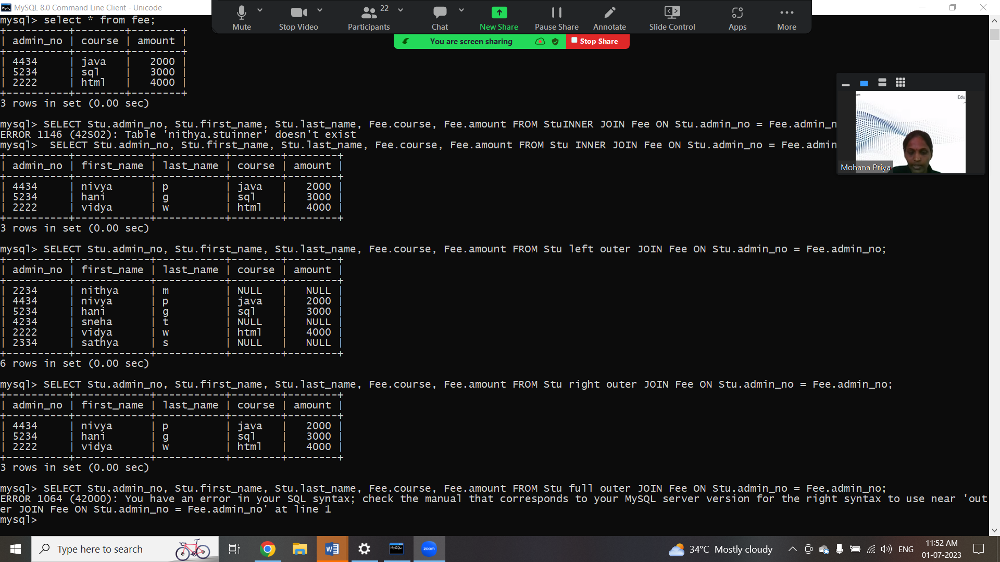 MySQL 8.0 Command Line Client - Unicode
Mute
Stop Video
22
Participants
Chat
New Share
Pause Share
Annotate
Slide Control
Apps
More
You are screen sharing
Stop Share
mysql> select * from fee;
+----------+--------+--------+
| admin_no | course | amount |
+----------+--------+--------+
| 4434     | java   |   2000 |
| 5234     | sql    |   3000 |
| 2222     | html   |   4000 |
+----------+--------+--------+
3 rows in set (0.00 sec)
mysql> SELECT Stu.admin_no, Stu.first_name, Stu.last_name, Fee.course, Fee.amount FROM StuINNER JOIN Fee ON Stu.admin_no = Fee.admin_n
ERROR 1146 (42S02): Table 'nithya.stuinner' doesn't exist
mysql>  SELECT Stu.admin_no, Stu.first_name, Stu.last_name, Fee.course, Fee.amount FROM Stu INNER JOIN Fee ON Stu.admin_no = Fee.admin
+----------+------------+-----------+--------+--------+
| admin_no | first_name | last_name | course | amount |
+----------+------------+-----------+--------+--------+
| 4434     | nivya      | p         | java   |   2000 |
| 5234     | hani       | g         | sql    |   3000 |
| 2222     | vidya      | w         | html   |   4000 |
+----------+------------+-----------+--------+--------+
3 rows in set (0.00 sec)
mysql> SELECT Stu.admin_no, Stu.first_name, Stu.last_name, Fee.course, Fee.amount FROM Stu left outer JOIN Fee ON Stu.admin_no = Fee.admin_no;
+----------+------------+-----------+--------+--------+
| admin_no | first_name | last_name | course | amount |
+----------+------------+-----------+--------+--------+
| 2234     | nithya     | m         | NULL   |   NULL |
| 4434     | nivya      | p         | java   |   2000 |
| 5234     | hani       | g         | sql    |   3000 |
| 4234     | sneha      | t         | NULL   |   NULL |
| 2222     | vidya      | w         | html   |   4000 |
| 2334     | sathya     | s         | NULL   |   NULL |
+----------+------------+-----------+--------+--------+
6 rows in set (0.00 sec)
mysql> SELECT Stu.admin_no, Stu.first_name, Stu.last_name, Fee.course, Fee.amount FROM Stu right outer JOIN Fee ON Stu.admin_no = Fee.admin_no;
+----------+------------+-----------+--------+--------+
| admin_no | first_name | last_name | course | amount |
+----------+------------+-----------+--------+--------+
| 4434     | nivya      | p         | java   |   2000 |
| 5234     | hani       | g         | sql    |   3000 |
| 2222     | vidya      | w         | html   |   4000 |
+----------+------------+-----------+--------+--------+
3 rows in set (0.00 sec)
mysql> SELECT Stu.admin_no, Stu.first_name, Stu.last_name, Fee.course, Fee.amount FROM Stu full outer JOIN Fee ON Stu.admin_no = Fee.admin_no;
ERROR 1064 (42000): You have an error in your SQL syntax; check the manual that corresponds to your MySQL server version for the right syntax to use near 'out
er JOIN Fee ON Stu.admin_no = Fee.admin_no' at line 1
mysql>
Edu
Mohana Priya
Type here to search
MySQL
zoom
34°C Mostly cloudy
ENG
11:52 AM
01-07-2023